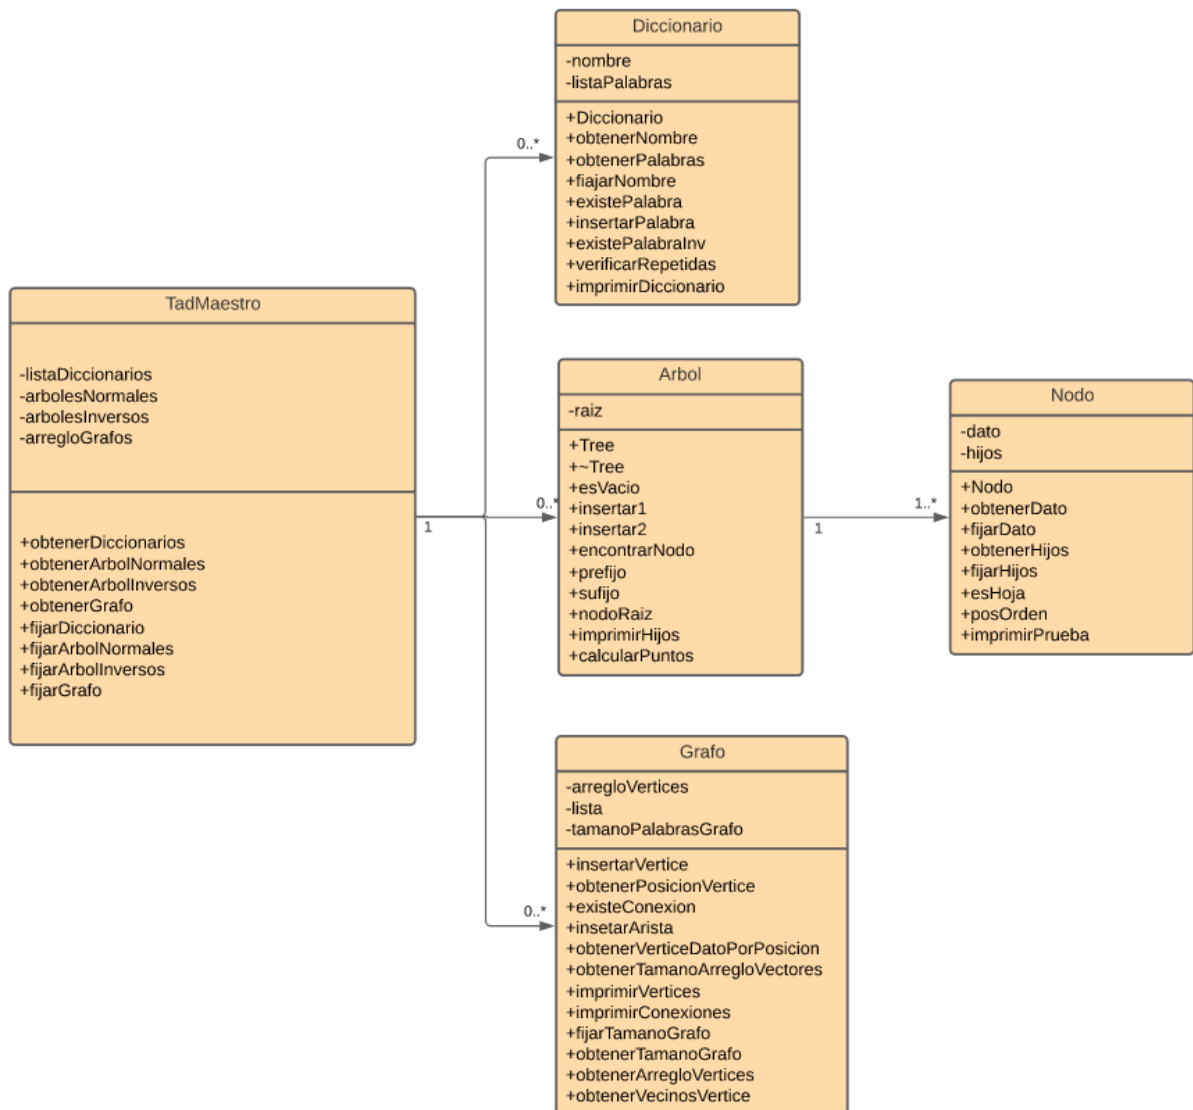 Diccionario
-nombre
-listaPalabras
+Diccionario
+obtenerNombre
+obtenerPalabras
+fiajarNombre
+existePalabra
+insertarPalabra
+existePalabraInv
+verificarRepetidas
+imprimirDiccionario
0..*
TadMaestro
-listaDiccionarios
-arbolesNormales
-arbolesInversos
-arregloGrafos
+obtenerDiccionarios
+obtenerArbolNormales
+obtenerArbolInversos
+obtenerGrafo
+fijarDiccionario
+fijarArbolNormales
+fijarArbolInversos
+fijarGrafo
1
0..*
Arbol
-raiz
+Tree
+~Tree
+esVacio
+insertar1
+insertar2
+encontrarNodo
+prefijo
+sufijo
+nodoRaiz
+imprimirHijos
+calcularPuntos
1
1..*
Nodo
-dato
-hijos
+Nodo
+obtenerDato
+fijarDato
+obtenerHijos
+fijarHijos
+esHoja
+posOrden
+imprimirPrueba
0..*
Grafo
-arregloVertices
-lista
-tamanoPalabrasGrafo
+insertarVertice
+obtenerPosicionVertice
+existeConexion
+insetarArista
+obtenerVerticeDatoPorPosicion
+obtenerTamanoArregloVectores
+imprimirVertices
+imprimirConexiones
+fijarTamanoGrafo
+obtenerTamanoGrafo
+obtenerArregloVertices
+obtenerVecinosVertice